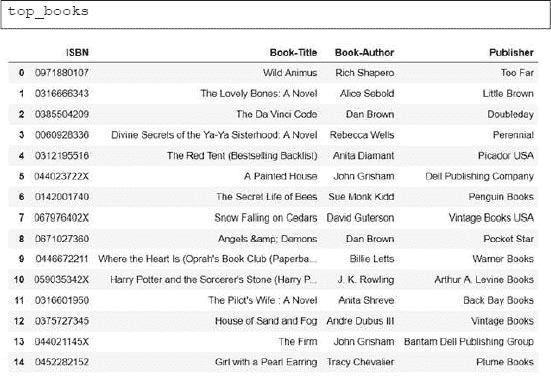 top_books
ISBN Book-Title Book-Author Publisher
0 0971880107 Wild Animus Rich Shapero Too Far
1 0316666343 The Lovely Bones: A Novel Alice Sebold Little Brown
2 0385504209 The Da Vinci Code Dan Brown Doubleday
3 0060928336 Divine Secrets of the Ya-Ya Sisterhood: A Novel Rebecca Wells Perennial
4 0312195516 The Red Tent (Bestselling Backlist) Anita Diamant Picador USA
5 044023722X A Painted House John Grisham Dell Publishing Company
6 0142001740 The Secret Life of Bees Sue Monk Kidd Penguin Books
7 067976402X Snow Falling on Cedars David Guterson Vintage Books USA
8 0671027360 Angels &amp; Demons Dan Brown Pocket Star
9 0446672211 Where the Heart Is (Oprah's Book Club (Paperba... Billie Letts Warner Books
10 059035342X Harry Potter and the Sorcerer's Stone (Harry P... J. K. Rowling Arthur A. Levine Books
11 0316601950 The Pilot's Wife : A Novel Anita Shreve Back Bay Books
12 0375727345 House of Sand and Fog Andre Dubus III Vintage Books
13 044021145X The Firm John Grisham Bantam Dell Publishing Group
14 0452282152 Girl with a Pearl Earring Tracy Chevalier Plume Books